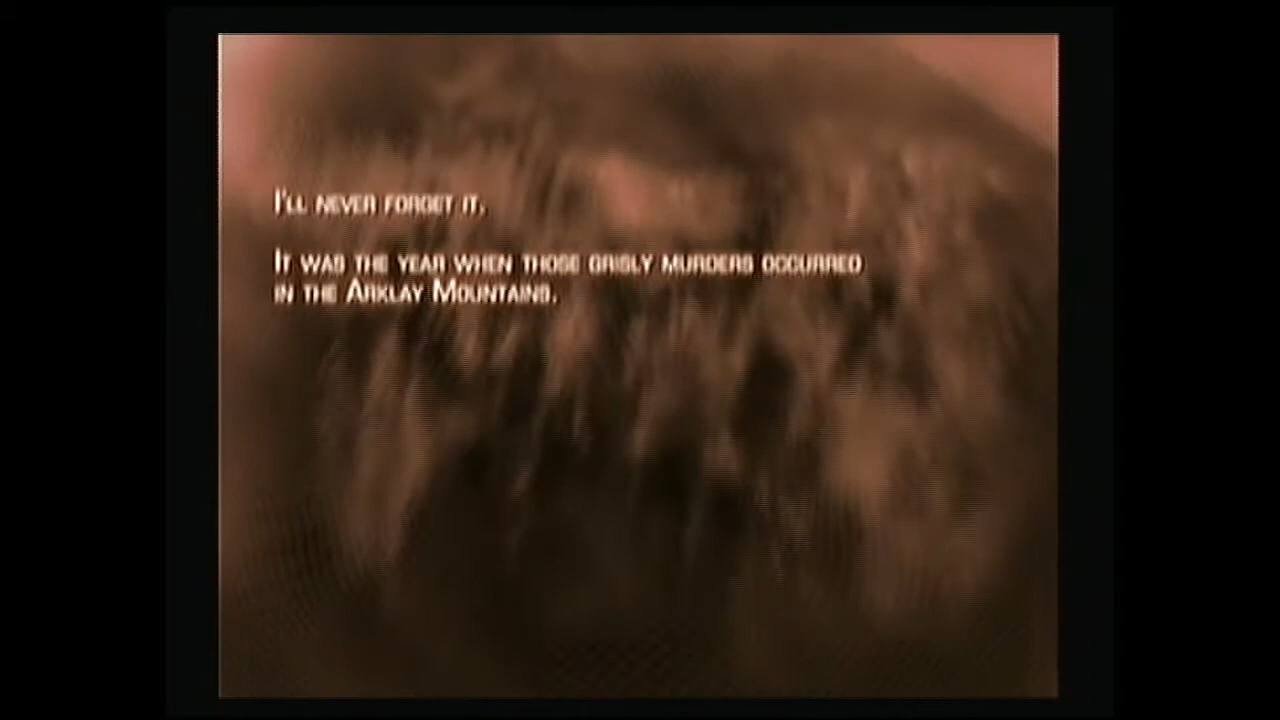 I'll never forget it.
It was the year when those grisly murders occurred
in the Arklay Mountains.